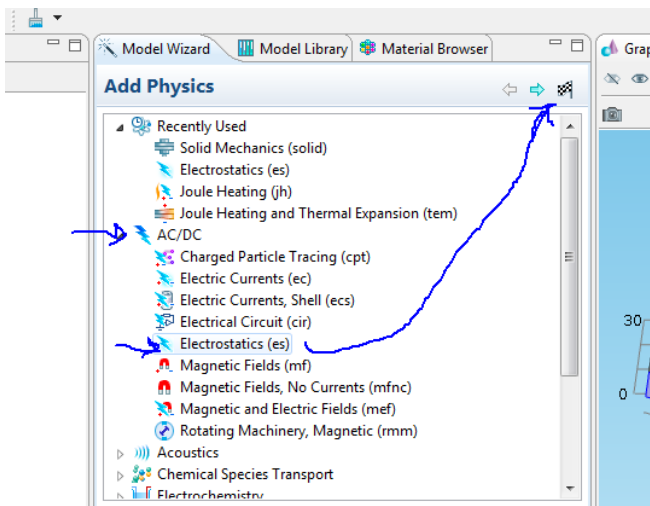 Model Wizard Model Library Material Browser Grap
Add Physics
Recently Used
Solid Mechanics (solid)
Electrostatics (es)
Joule Heating (jh)
Joule Heating and Thermal Expansion (tem)
AC/DC
Charged Particle Tracing (cpt)
Electric Currents (ec)
Electric Currents, Shell (ecs)
Electrical Circuit (cir)
Electrostatics (es)
Magnetic Fields (mf)
Magnetic Fields, No Currents (mfnc)
Magnetic and Electric Fields (mef)
Rotating Machinery, Magnetic (rmm)
Acoustics
Chemical Species Transport
Electrochemistry
30
0